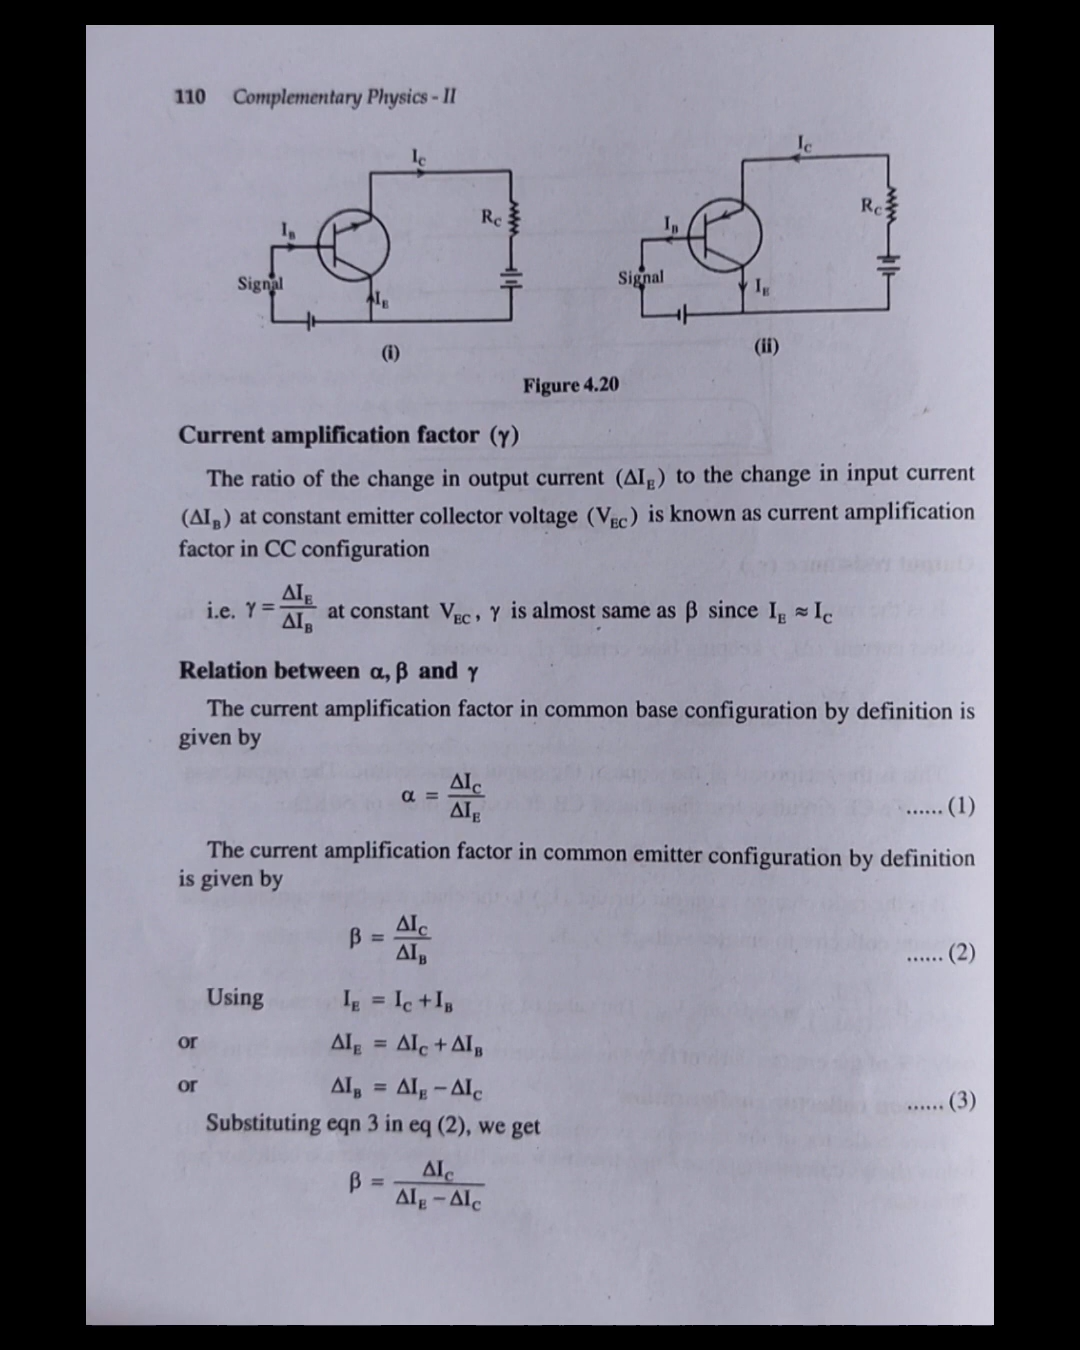 110 Complementary Physics - II
I_C
I_C
R_C
R_C
I_B
I_B
Signal
Signal
I_E
I_E
(i)
(ii)
Figure 4.20
Current amplification factor (γ)
The ratio of the change in output current (ΔI_E) to the change in input current
(ΔI_B) at constant emitter collector voltage (V_EC) is known as current amplification
factor in CC configuration
i.e. γ = ΔI_E / ΔI_B at constant V_EC, γ is almost same as β since I_E ≈ I_C
Relation between α, β and γ
The current amplification factor in common base configuration by definition is
given by
α = ΔI_C / ΔI_E ...... (1)
The current amplification factor in common emitter configuration by definition
is given by
β = ΔI_C / ΔI_B ...... (2)
Using I_E = I_C + I_B
or ΔI_E = ΔI_C + ΔI_B
or ΔI_B = ΔI_E − ΔI_C ...... (3)
Substituting eqn 3 in eq (2), we get
β = ΔI_C / ΔI_E − ΔI_C